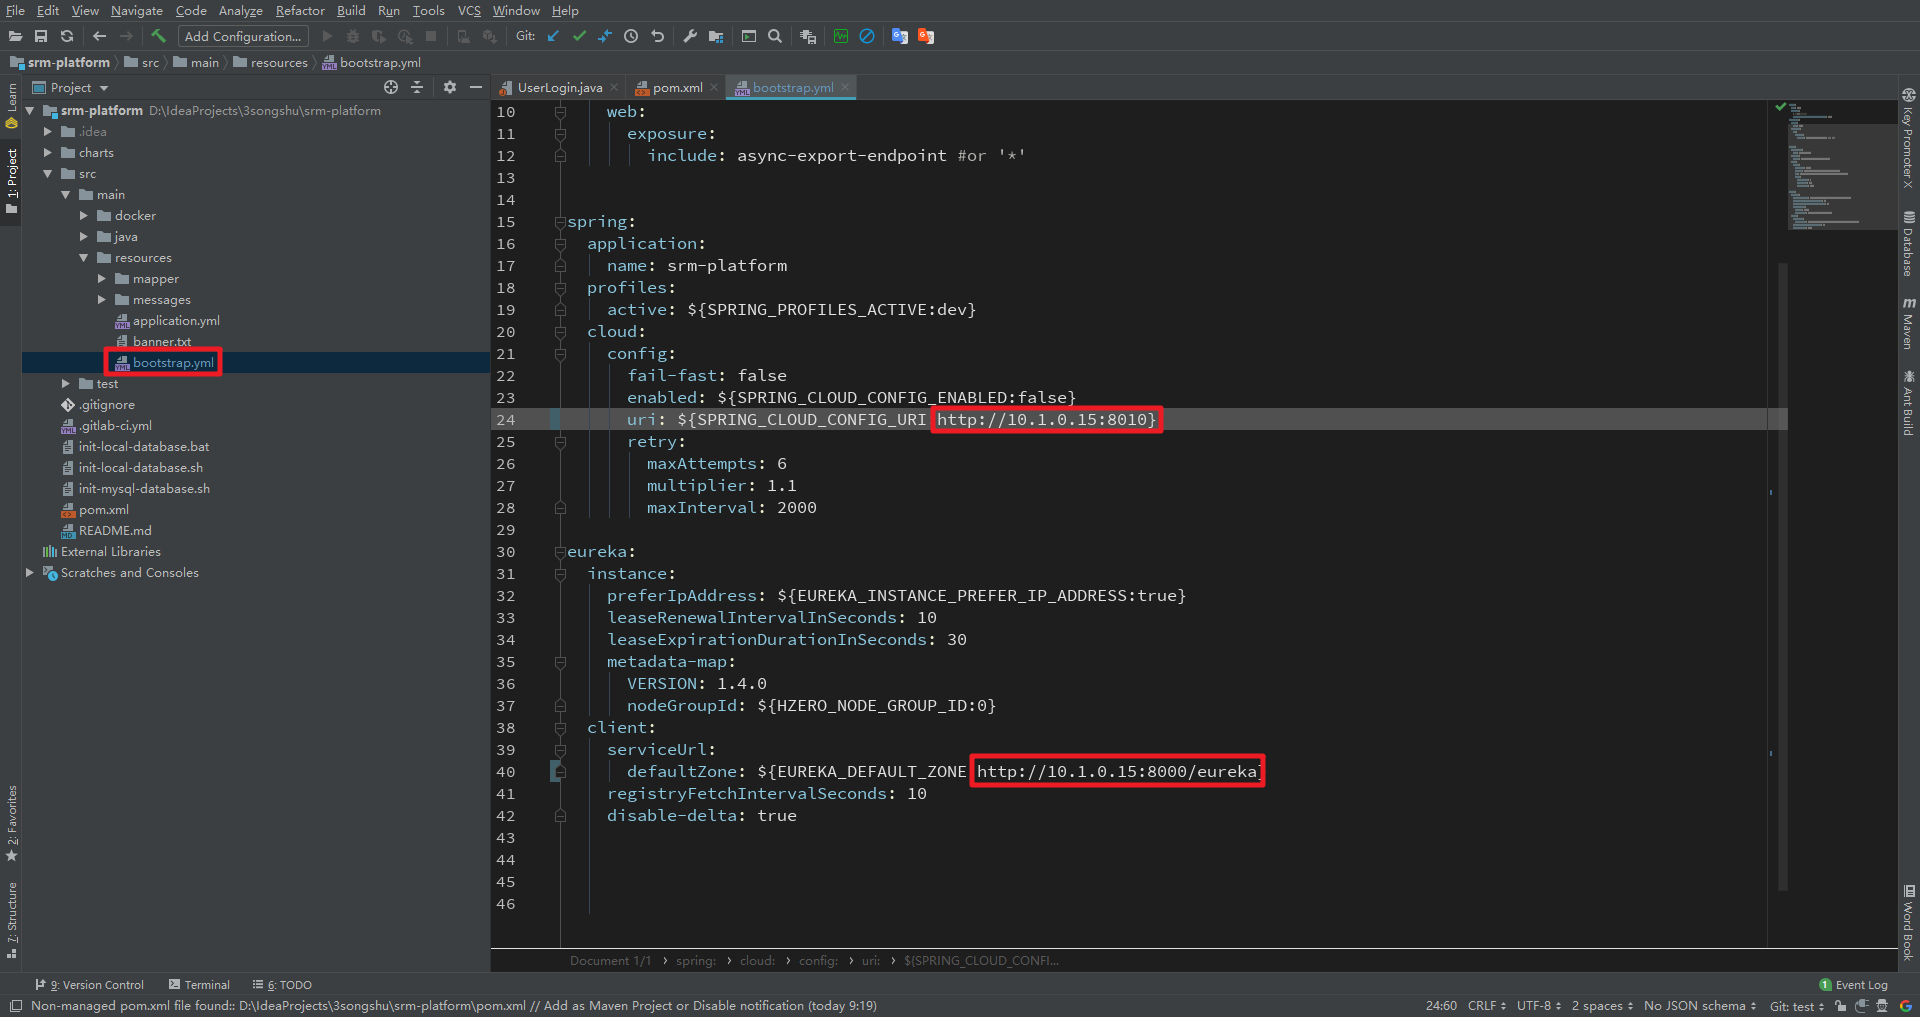 File Edit View Navigate Code Analyze Refactor Build Run Tools VCS Window Help
Add Configuration... Git:
srm-platform src main resources bootstrap.yml
Project
UserLogin.java pom.xml bootstrap.yml
Learn
1: Project
2: Favorites
7: Structure
srm-platform D:\IdeaProjects\3songshu\srm-platform
.idea
charts
src
main
docker
java
resources
mapper
messages
application.yml
banner.txt
bootstrap.yml
test
.gitignore
.gitlab-ci.yml
init-local-database.bat
init-local-database.sh
init-mysql-database.sh
pom.xml
README.md
External Libraries
Scratches and Consoles
10 web:
11 exposure:
12 include: async-export-endpoint #or '*'
13
14
15 spring:
16 application:
17 name: srm-platform
18 profiles:
19 active: ${SPRING_PROFILES_ACTIVE:dev}
20 cloud:
21 config:
22 fail-fast: false
23 enabled: ${SPRING_CLOUD_CONFIG_ENABLED:false}
24 uri: ${SPRING_CLOUD_CONFIG_URI http://10.1.0.15:8010}
25 retry:
26 maxAttempts: 6
27 multiplier: 1.1
28 maxInterval: 2000
29
30 eureka:
31 instance:
32 preferIpAddress: ${EUREKA_INSTANCE_PREFER_IP_ADDRESS:true}
33 leaseRenewalIntervalInSeconds: 10
34 leaseExpirationDurationInSeconds: 30
35 metadata-map:
36 VERSION: 1.4.0
37 nodeGroupId: ${HZERO_NODE_GROUP_ID:0}
38 client:
39 serviceUrl:
40 defaultZone: ${EUREKA_DEFAULT_ZONE http://10.1.0.15:8000/eureka}
41 registryFetchIntervalSeconds: 10
42 disable-delta: true
43
44
45
46
Document 1/1 › spring: › cloud: › config: › uri: › ${SPRING_CLOUD_CONFI...
Key Promoter X
Database
m Maven
Ant Build
Word Book
9: Version Control Terminal 6: TODO 1 Event Log
Non-managed pom.xml file found:: D:\IdeaProjects\3songshu\srm-platform\pom.xml // Add as Maven Project or Disable notification (today 9:19) 24:60 CRLF UTF-8 2 spaces No JSON schema Git: test